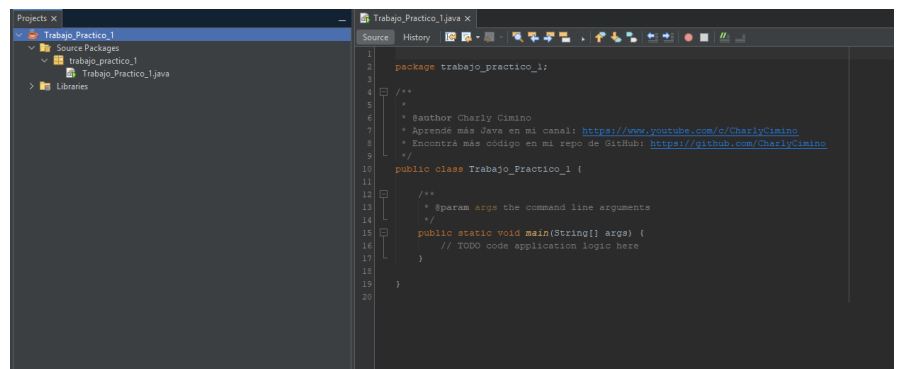 Projects ×
Trabajo_Practico_1
Source Packages
trabajo_practico_1
Trabajo_Practico_1.java
Libraries
Trabajo_Practico_1.java ×
Source History
1
2 package trabajo_practico_1;
3
4 /**
5 *
6 * @author Charly Cimino
7 * Aprendé más Java en mi canal: https://www.youtube.com/c/CharlyCimino
8 * Encontrá más código en mi repo de GitHub: https://github.com/CharlyCimino
9 */
10 public class Trabajo_Practico_1 {
11
12 /**
13 * @param args the command line arguments
14 */
15 public static void main(String[] args) {
16 // TODO code application logic here
17 }
18
19 }
20